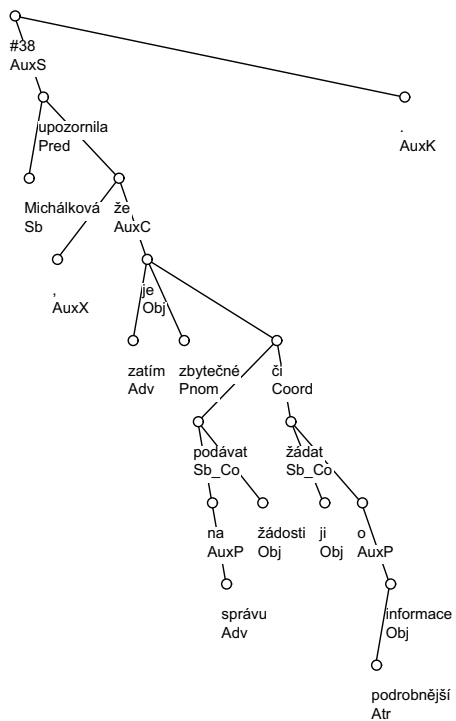 #38
AuxS
upozornila
Pred
.
AuxK
Michálková
Sb
že
AuxC
,
AuxX
je
Obj
zatím
Adv
zbytečné
Pnom
či
Coord
podávat
Sb_Co
žádat
Sb_Co
na
AuxP
žádosti
Obj
ji
Obj
o
AuxP
správu
Adv
informace
Obj
podrobnější
Atr